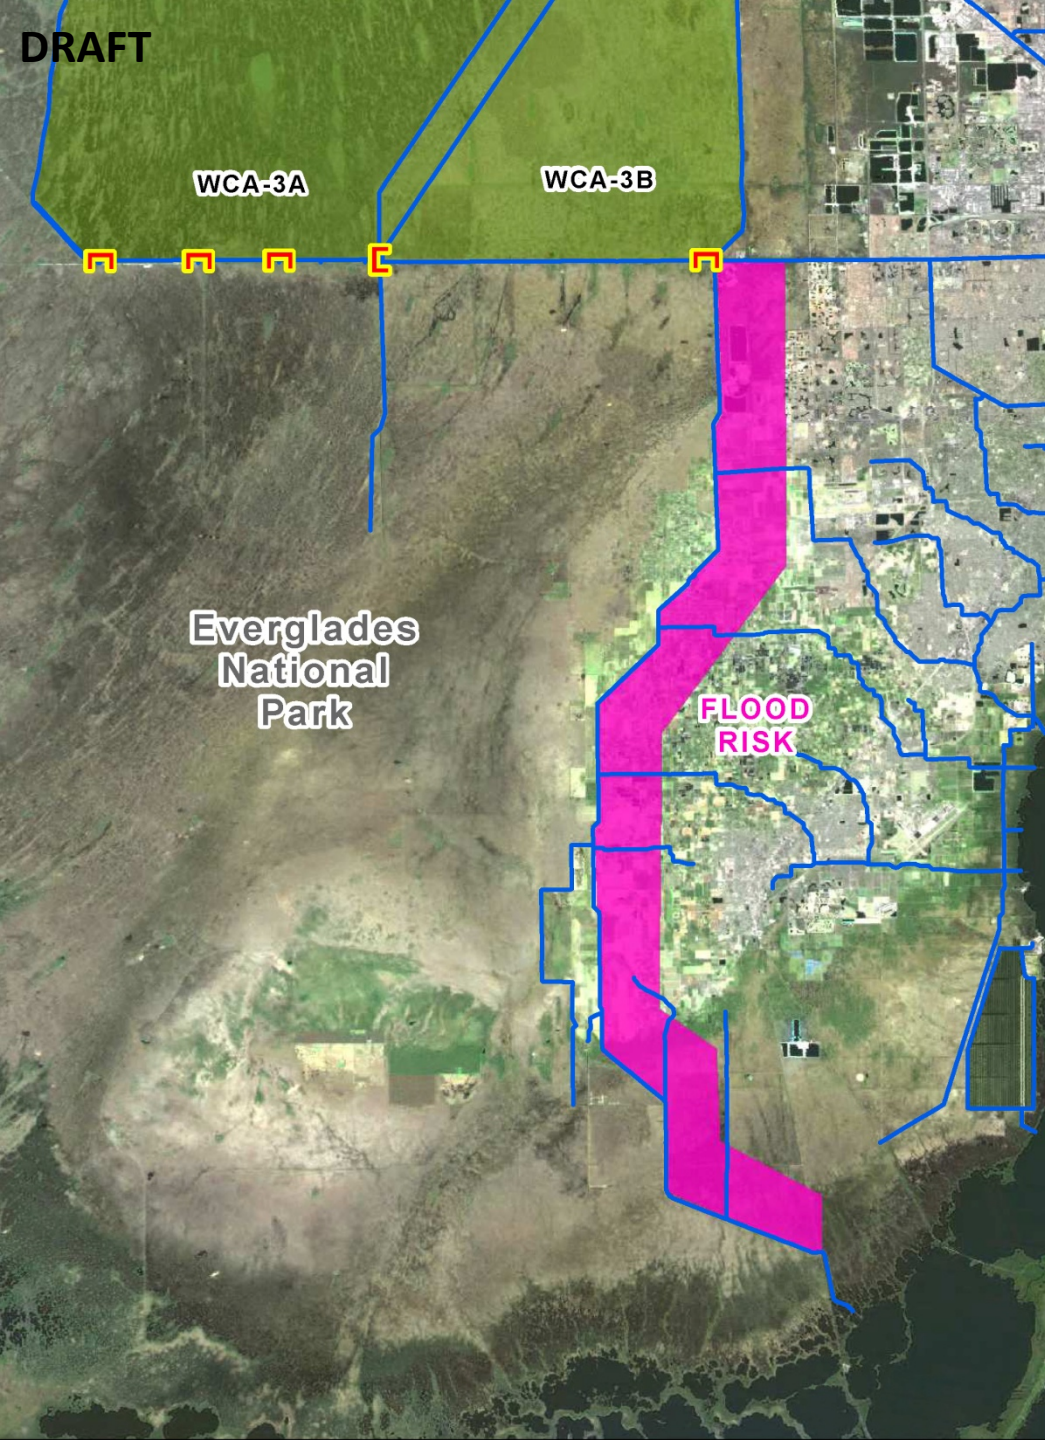 DRAFT
WCA-3A
WCA-3B
Everglades
National
Park
FLOOD
RISK